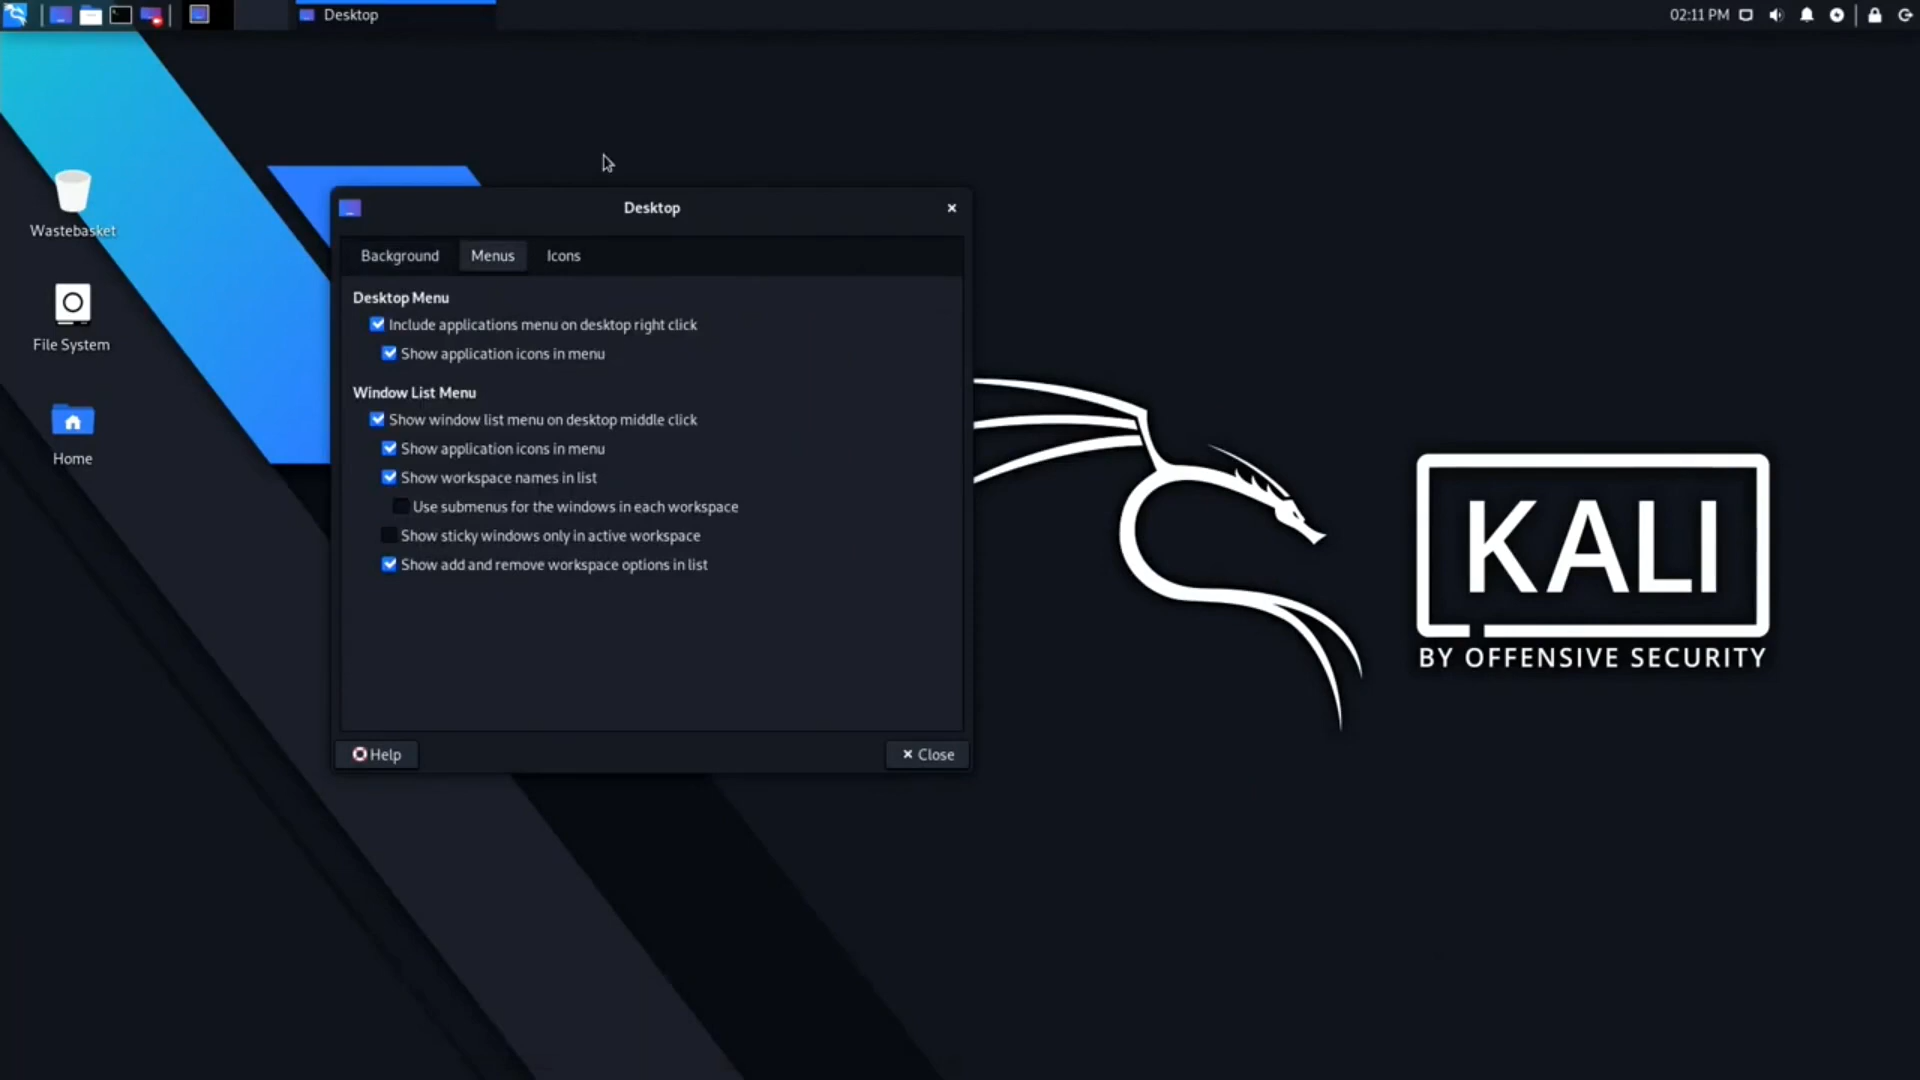 Desktop
02:11 PM
Wastebasket
File System
Home
Desktop
Background Menus Icons
Desktop Menu
Include applications menu on desktop right click
Show application icons in menu
Window List Menu
Show window list menu on desktop middle click
Show application icons in menu
Show workspace names in list
Use submenus for the windows in each workspace
Show sticky windows only in active workspace
Show add and remove workspace options in list
Help
Close
KALI
BY OFFENSIVE SECURITY